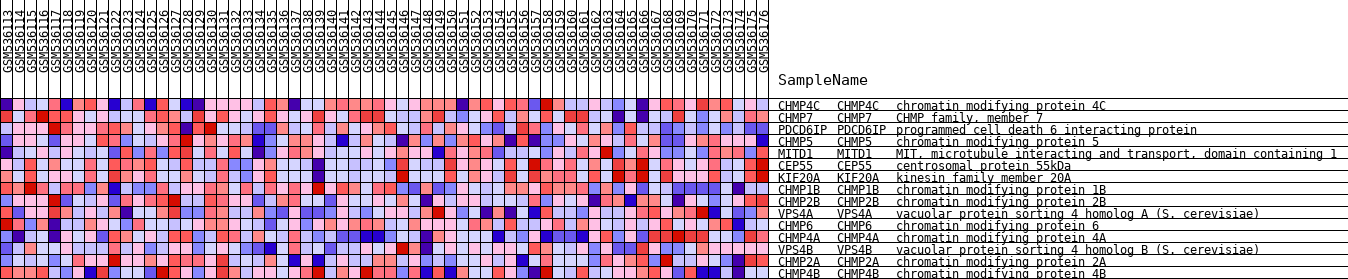 GSM536113 GSM536114 GSM536115 GSM536116 GSM536117 GSM536118 GSM536119 GSM536120 GSM536121 GSM536122 GSM536123 GSM536124 GSM536125 GSM536126 GSM536127 GSM536128 GSM536129 GSM536130 GSM536131 GSM536132 GSM536133 GSM536134 GSM536135 GSM536136 GSM536137 GSM536138 GSM536139 GSM536140 GSM536141 GSM536142 GSM536143 GSM536144 GSM536145 GSM536146 GSM536147 GSM536148 GSM536149 GSM536150 GSM536151 GSM536152 GSM536153 GSM536154 GSM536155 GSM536156 GSM536157 GSM536158 GSM536159 GSM536160 GSM536161 GSM536162 GSM536163 GSM536164 GSM536165 GSM536166 GSM536167 GSM536168 GSM536169 GSM536170 GSM536171 GSM536172 GSM536173 GSM536174 GSM536175 GSM536176
SampleName
CHMP4C CHMP4C chromatin modifying protein 4C
CHMP7 CHMP7 CHMP family, member 7
PDCD6IP PDCD6IP programmed cell death 6 interacting protein
CHMP5 CHMP5 chromatin modifying protein 5
MITD1 MITD1 MIT, microtubule interacting and transport, domain containing 1
CEP55 CEP55 centrosomal protein 55kDa
KIF20A KIF20A kinesin family member 20A
CHMP1B CHMP1B chromatin modifying protein 1B
CHMP2B CHMP2B chromatin modifying protein 2B
VPS4A VPS4A vacuolar protein sorting 4 homolog A (S. cerevisiae)
CHMP6 CHMP6 chromatin modifying protein 6
CHMP4A CHMP4A chromatin modifying protein 4A
VPS4B VPS4B vacuolar protein sorting 4 homolog B (S. cerevisiae)
CHMP2A CHMP2A chromatin modifying protein 2A
CHMP4B CHMP4B chromatin modifying protein 4B